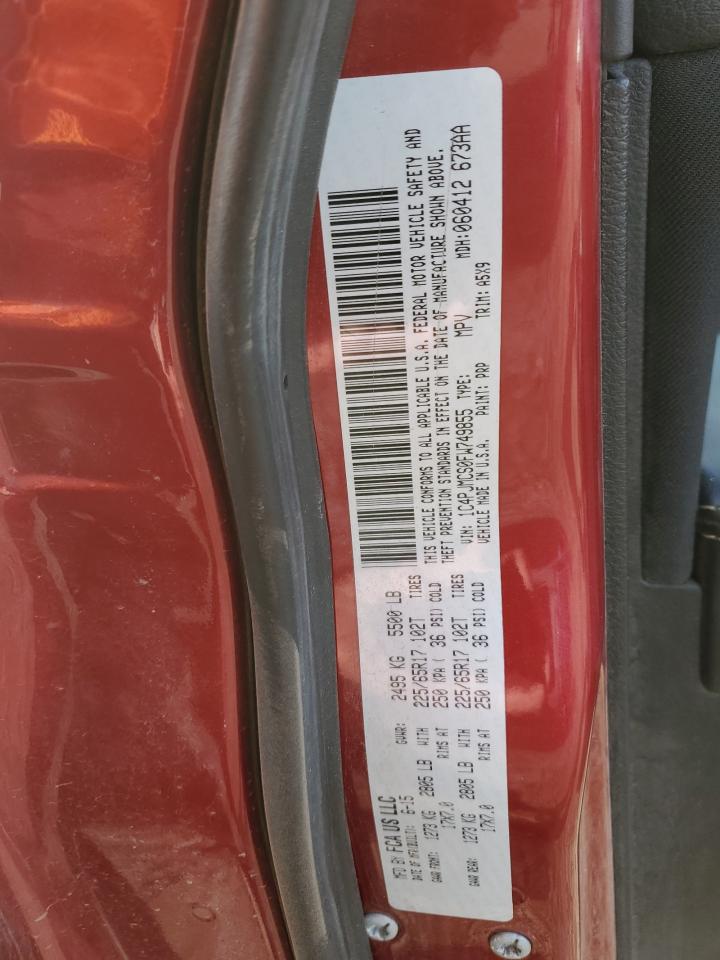 MFD BY FCA US LLC
DATE OF MFR(BUILT): 6-15
GVWR: 2495 KG 5500 LB
GAWR FRONT: WITH 225/65R17 102T TIRES
1273 KG 2805 LB RIMS AT 250 KPA ( 36 PSI) COLD
17X7.0
GAWR REAR: WITH 225/65R17 102T TIRES
1273 KG 2805 LB RIMS AT 250 KPA ( 36 PSI) COLD
17X7.0
THIS VEHICLE CONFORMS TO ALL APPLICABLE U.S.A. FEDERAL MOTOR VEHICLE SAFETY AND
THEFT PREVENTION STANDARDS IN EFFECT ON THE DATE OF MANUFACTURE SHOWN ABOVE.
VIN: 1C4PJMCS0FW749855 TYPE: MPV MDH:060412 673AA
VEHICLE MADE IN U.S.A. PAINT: PRP TRIM: A5X9